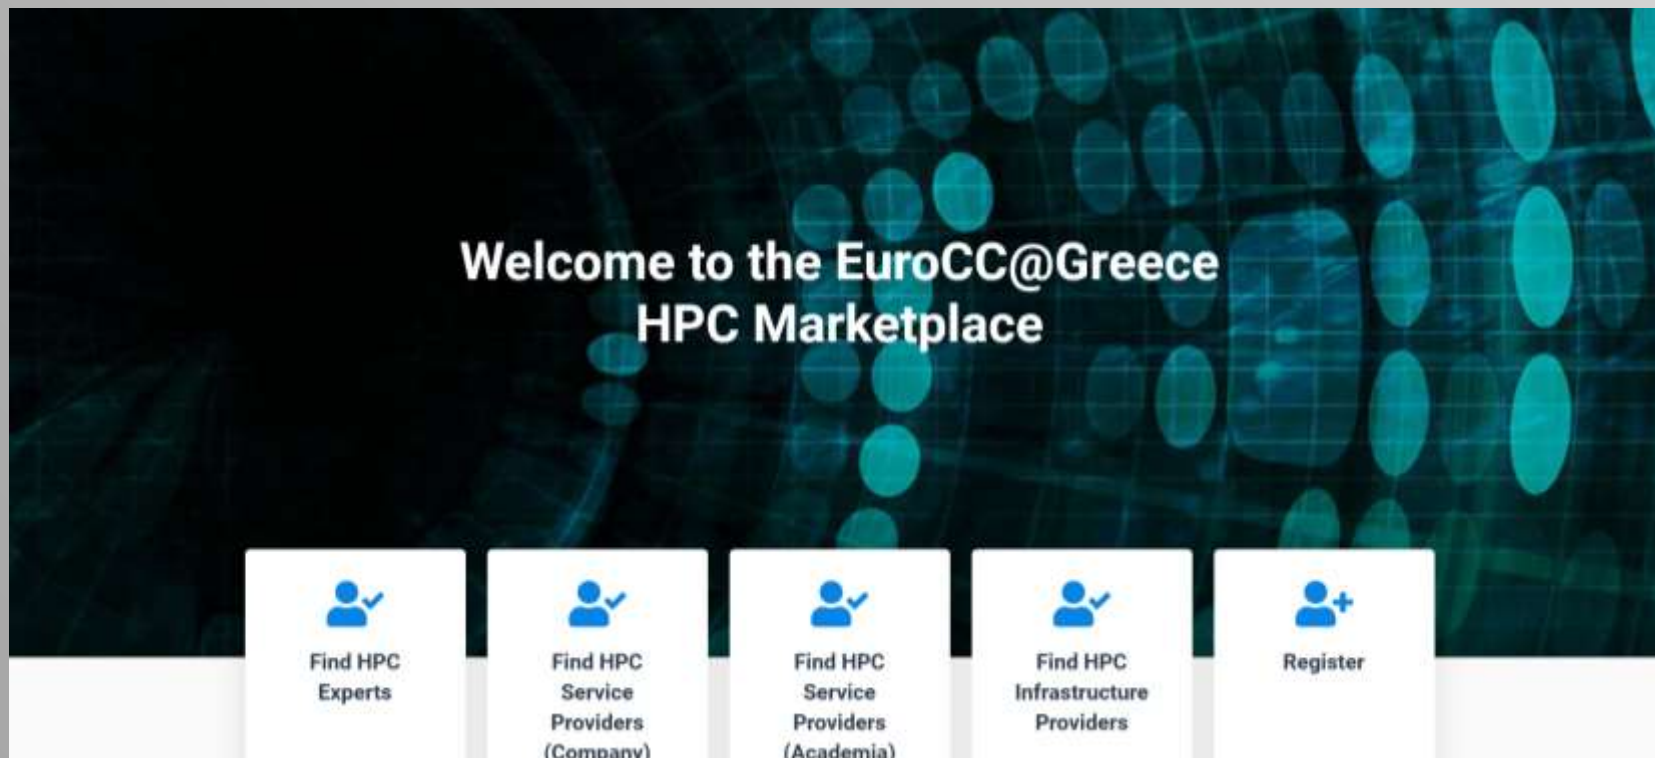 Welcome to the EuroCC@Greece
HPC Marketplace
Find HPC
Experts
Find HPC
Service
Providers
(Company)
Find HPC
Service
Providers
(Academia)
Find HPC
Infrastructure
Providers
Register